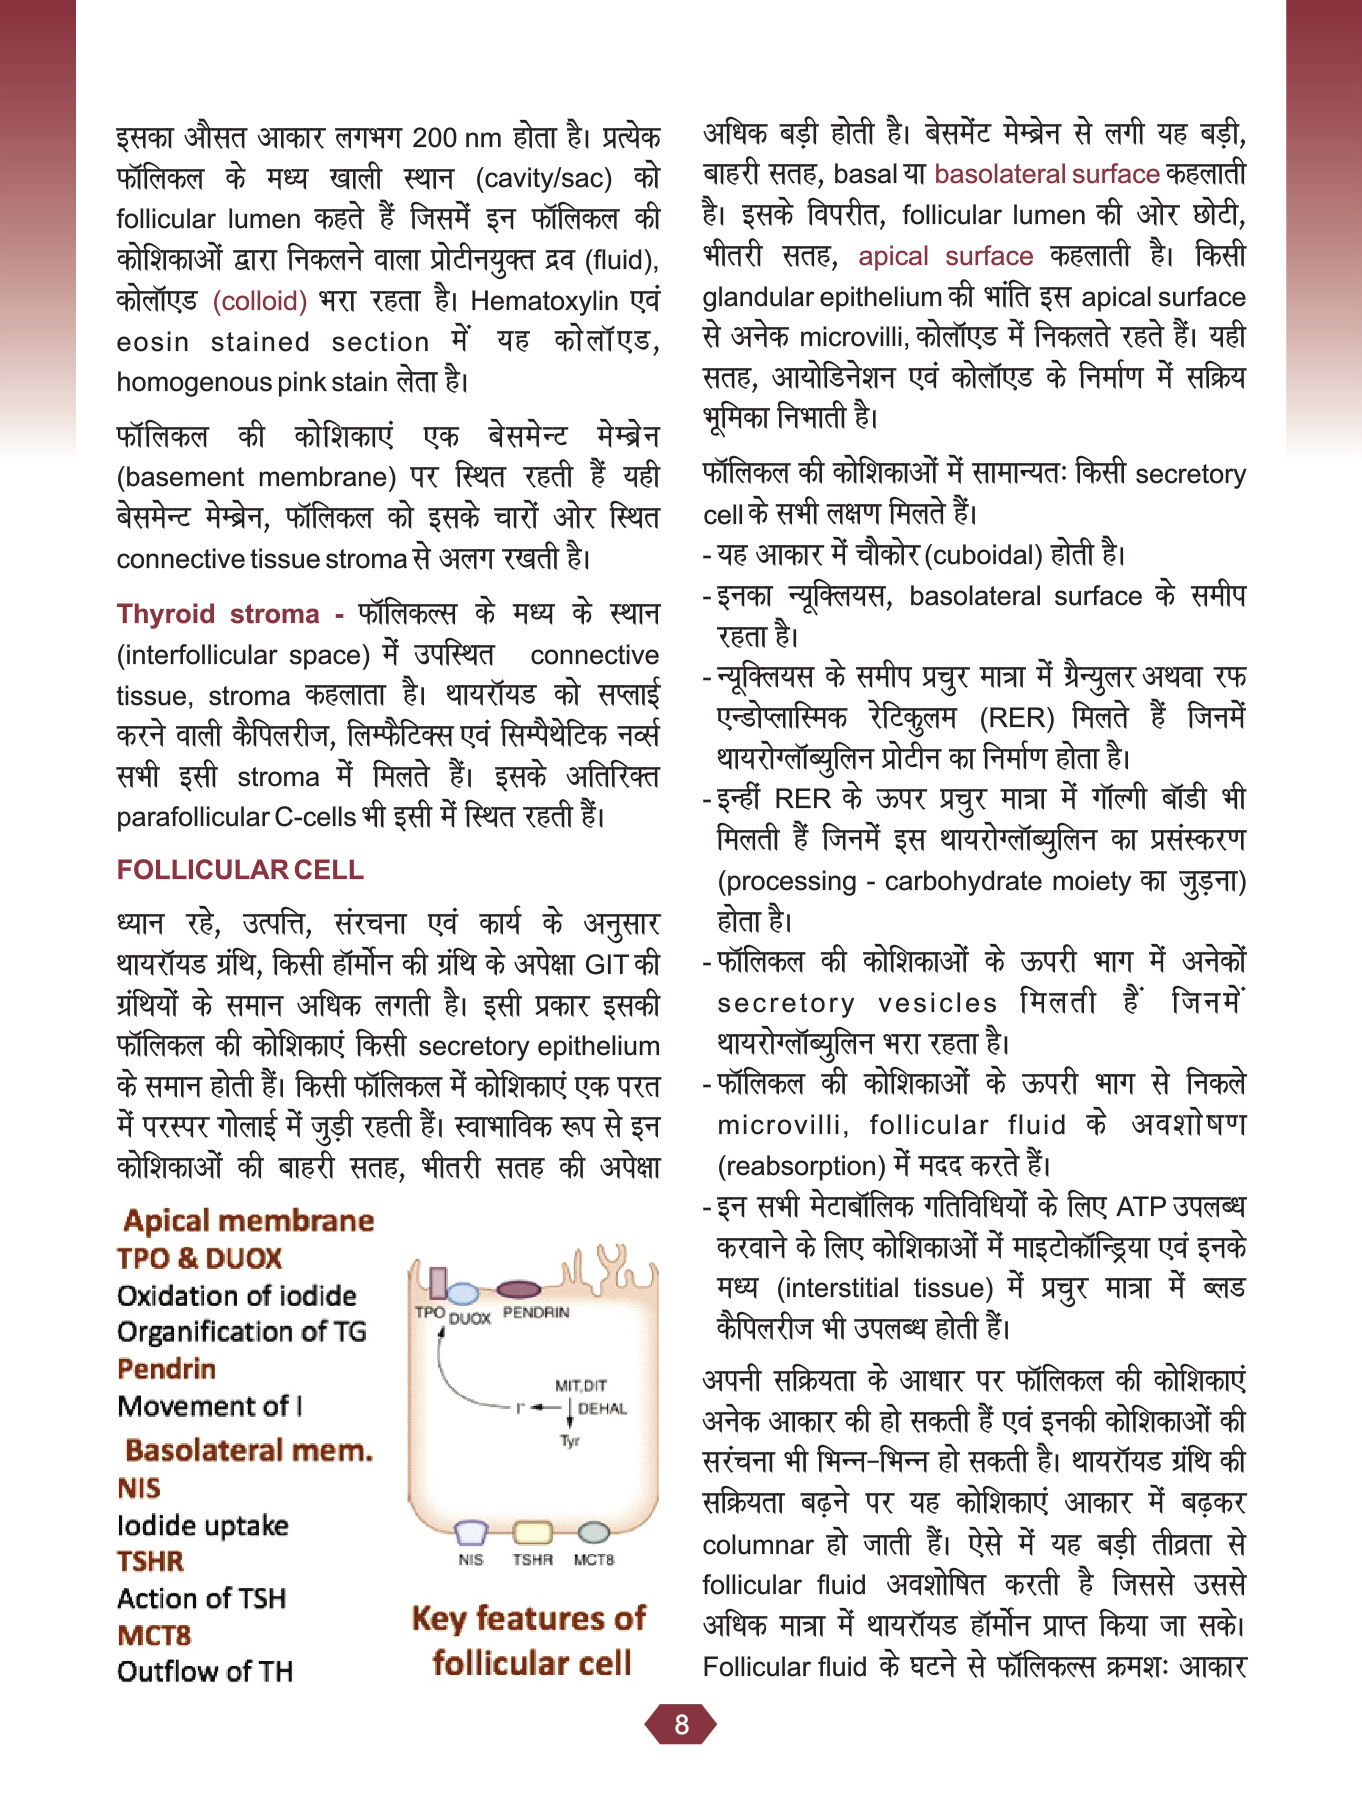 इसका औसत आकार लगभग 200 nm होता है। प्रत्येक
फॉलिकल के मध्य खाली स्थान (cavity/sac) को
follicular lumen कहते हैं जिसमें इन फॉलिकल की
कोशिकाओं द्वारा निकलने वाला प्रोटीनयुक्त द्रव (fluid),
कोलॉएड (colloid) भरा रहता है। Hematoxylin एवं
eosin stained section में यह कोलॉएड,
homogenous pink stain लेता है।
फॉलिकल की कोशिकाएं एक बेसमेन्ट मेम्ब्रेन
(basement membrane) पर स्थित रहती हैं यही
बेसमेन्ट मेम्ब्रेन, फॉलिकल को इसके चारों ओर स्थित
connective tissue stroma से अलग रखती है।
Thyroid stroma - फॉलिकल्स के मध्य के स्थान
(interfollicular space) में उपस्थित connective
tissue, stroma कहलाता है। थायरॉयड को सप्लाई
करने वाली कैपिलरीज, लिम्फैटिक्स एवं सिम्पैथेटिक नर्व्स
सभी इसी stroma में मिलते हैं। इसके अतिरिक्त
parafollicular C-cells भी इसी में स्थित रहती हैं।
FOLLICULAR CELL
ध्यान रहे, उत्पत्ति, संरचना एवं कार्य के अनुसार
थायरॉयड ग्रंथि, किसी हॉर्मोन की ग्रंथि के अपेक्षा GIT की
ग्रंथियों के समान अधिक लगती है। इसी प्रकार इसकी
फॉलिकल की कोशिकाएं किसी secretory epithelium
के समान होती हैं। किसी फॉलिकल में कोशिकाएं एक परत
में परस्पर गोलाई में जुड़ी रहती हैं। स्वाभाविक रूप से इन
कोशिकाओं की बाहरी सतह, भीतरी सतह की अपेक्षा
Apical membrane
TPO & DUOX
Oxidation of iodide
Organification of TG
Pendrin
Movement of I
Basolateral mem.
NIS
Iodide uptake
TSHR
Action of TSH
MCT8
Outflow of TH
TPO DUOX PENDRIN
MIT,DIT
I⁻ DEHAL
Tyr
NIS TSHR MCT8
Key features of
follicular cell
अधिक बड़ी होती है। बेसमेंट मेम्ब्रेन से लगी यह बड़ी,
बाहरी सतह, basal या basolateral surface कहलाती
है। इसके विपरीत, follicular lumen की ओर छोटी,
भीतरी सतह, apical surface कहलाती है। किसी
glandular epithelium की भांति इस apical surface
से अनेक microvilli, कोलॉएड में निकलते रहते हैं। यही
सतह, आयोडिनेशन एवं कोलॉएड के निर्माण में सक्रिय
भूमिका निभाती है।
फॉलिकल की कोशिकाओं में सामान्यतः किसी secretory
cell के सभी लक्षण मिलते हैं।
- यह आकार में चौकोर (cuboidal) होती है।
- इनका न्यूक्लियस, basolateral surface के समीप
रहता है।
- न्यूक्लियस के समीप प्रचुर मात्रा में ग्रैन्युलर अथवा रफ
एन्डोप्लास्मिक रेटिकुलम (RER) मिलते हैं जिनमें
थायरोग्लॉब्युलिन प्रोटीन का निर्माण होता है।
- इन्हीं RER के ऊपर प्रचुर मात्रा में गॉल्गी बॉडी भी
मिलती हैं जिनमें इस थायरोग्लॉब्युलिन का प्रसंस्करण
(processing - carbohydrate moiety का जुड़ना)
होता है।
- फॉलिकल की कोशिकाओं के ऊपरी भाग में अनेकों
secretory vesicles मिलती हैं जिनमें
थायरोग्लॉब्युलिन भरा रहता है।
- फॉलिकल की कोशिकाओं के ऊपरी भाग से निकले
microvilli, follicular fluid के अवशोषण
(reabsorption) में मदद करते हैं।
- इन सभी मेटाबॉलिक गतिविधियों के लिए ATP उपलब्ध
करवाने के लिए कोशिकाओं में माइटोकॉन्ड्रिया एवं इनके
मध्य (interstitial tissue) में प्रचुर मात्रा में ब्लड
कैपिलरीज भी उपलब्ध होती हैं।
अपनी सक्रियता के आधार पर फॉलिकल की कोशिकाएं
अनेक आकार की हो सकती हैं एवं इनकी कोशिकाओं की
सरंचना भी भिन्न-भिन्न हो सकती है। थायरॉयड ग्रंथि की
सक्रियता बढ़ने पर यह कोशिकाएं आकार में बढ़कर
columnar हो जाती हैं। ऐसे में यह बड़ी तीव्रता से
follicular fluid अवशोषित करती है जिससे उससे
अधिक मात्रा में थायरॉयड हॉर्मोन प्राप्त किया जा सके।
Follicular fluid के घटने से फॉलिकल्स क्रमशः आकार
8